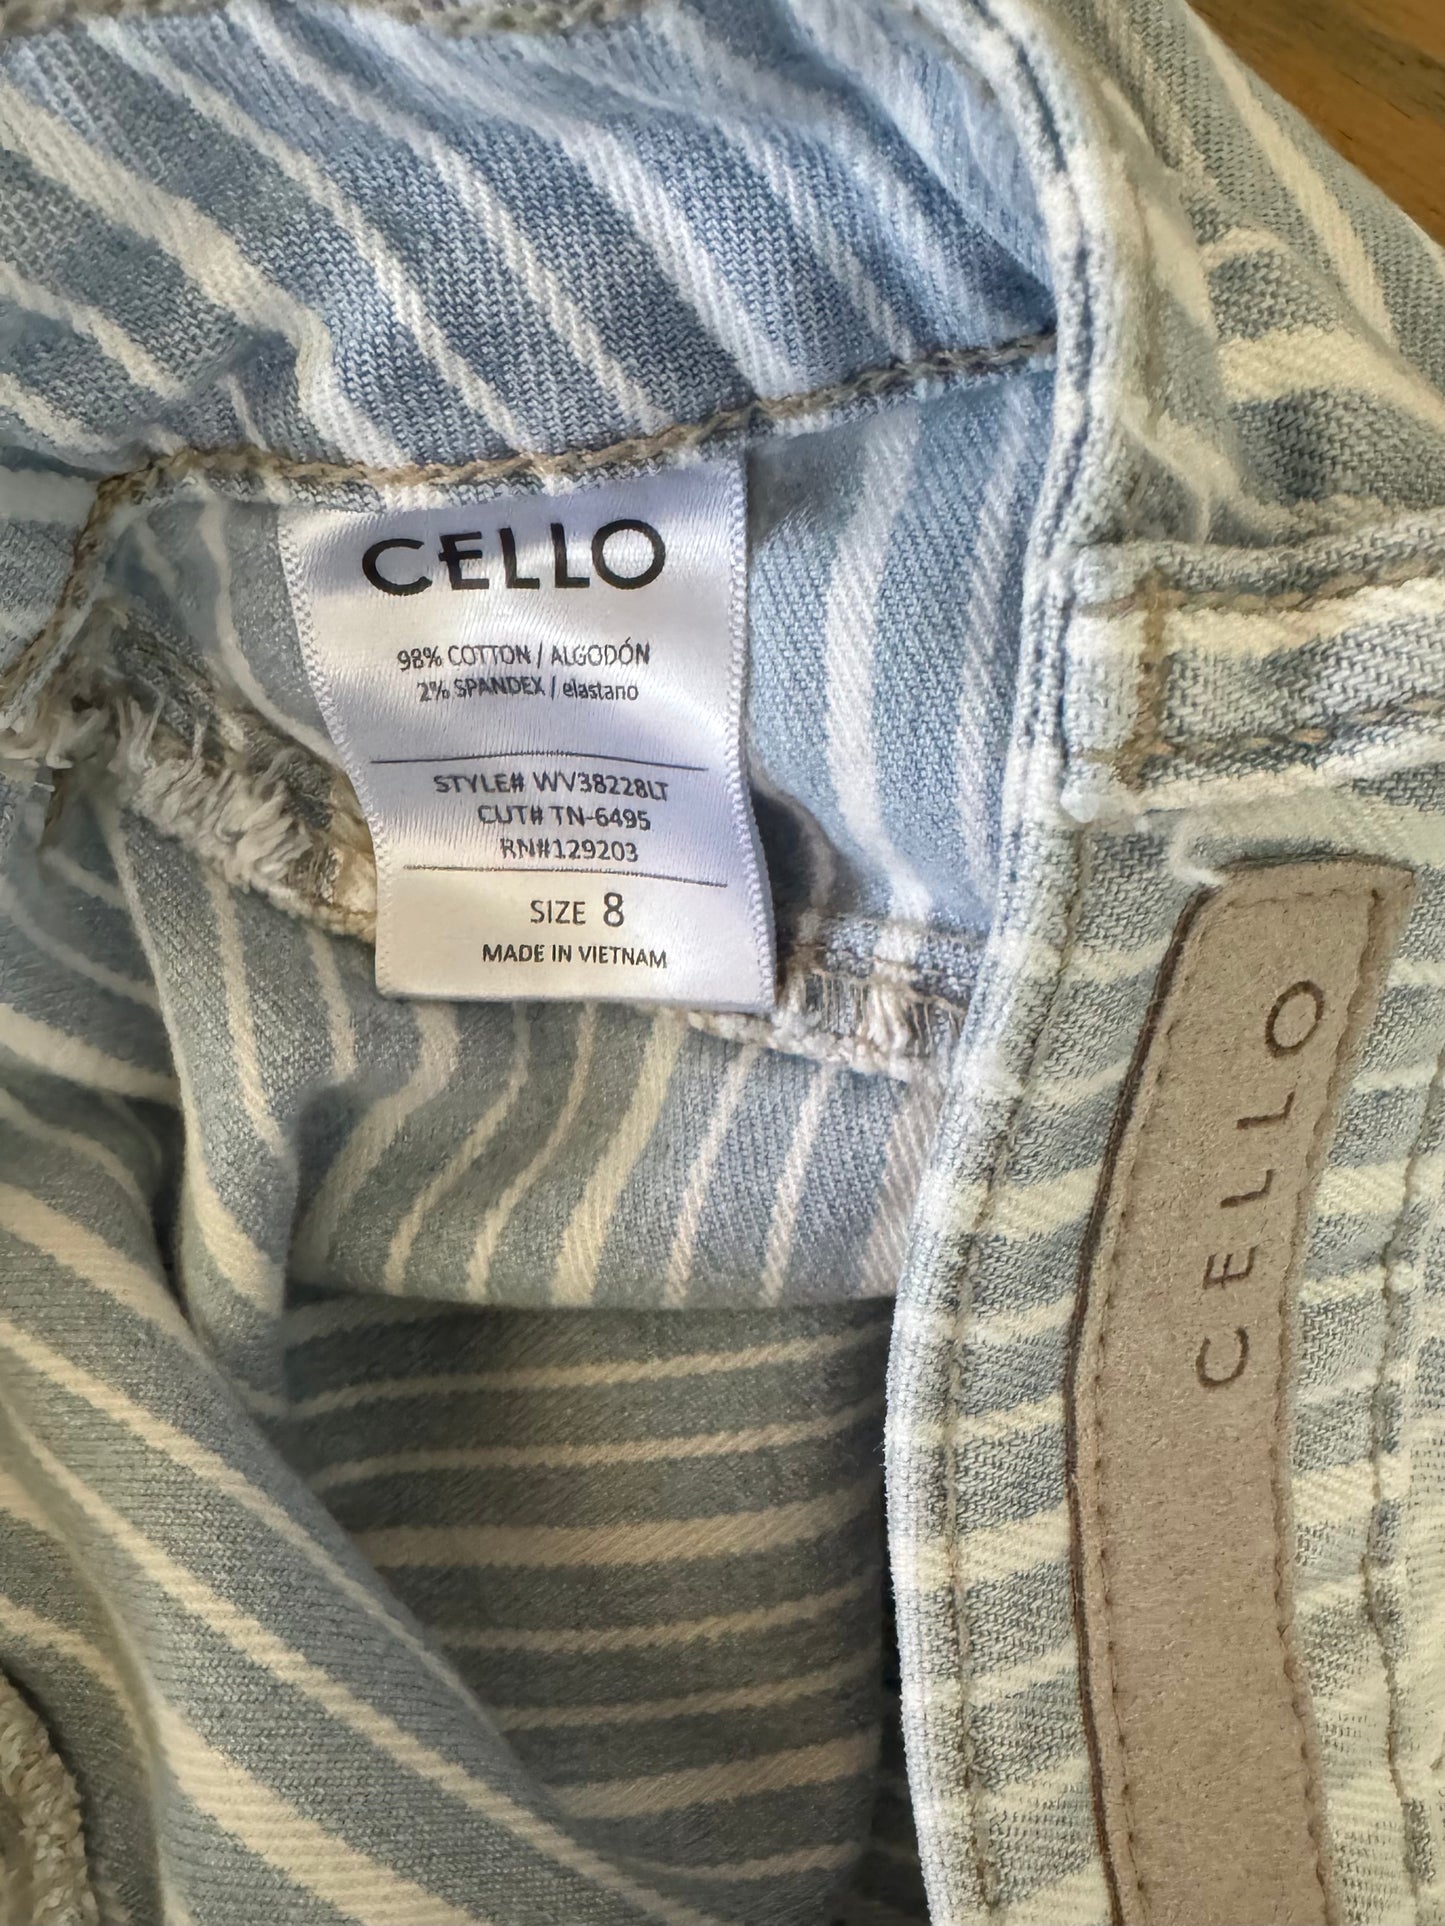 CELLO
98% COTTON / ALGODÓN
2% SPANDEX / elastano
STYLE# WV38228LT
CUT# TN-6495
RN#129203
SIZE 8
MADE IN VIETNAM
CELLO